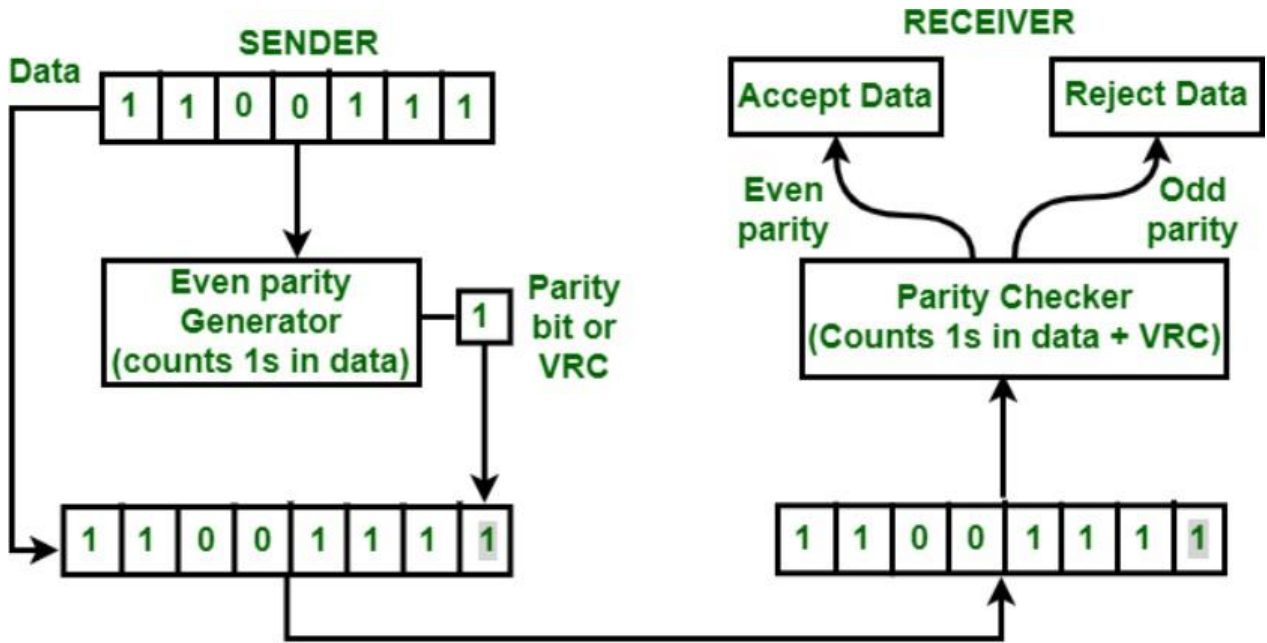 SENDER
Data
1 1 0 0 1 1 1
Even parity
Generator
(counts 1s in data)
1
Parity
bit or
VRC
1 1 0 0 1 1 1 1
RECEIVER
Accept Data
Reject Data
Even
parity
Odd
parity
Parity Checker
(Counts 1s in data + VRC)
1 1 0 0 1 1 1 1